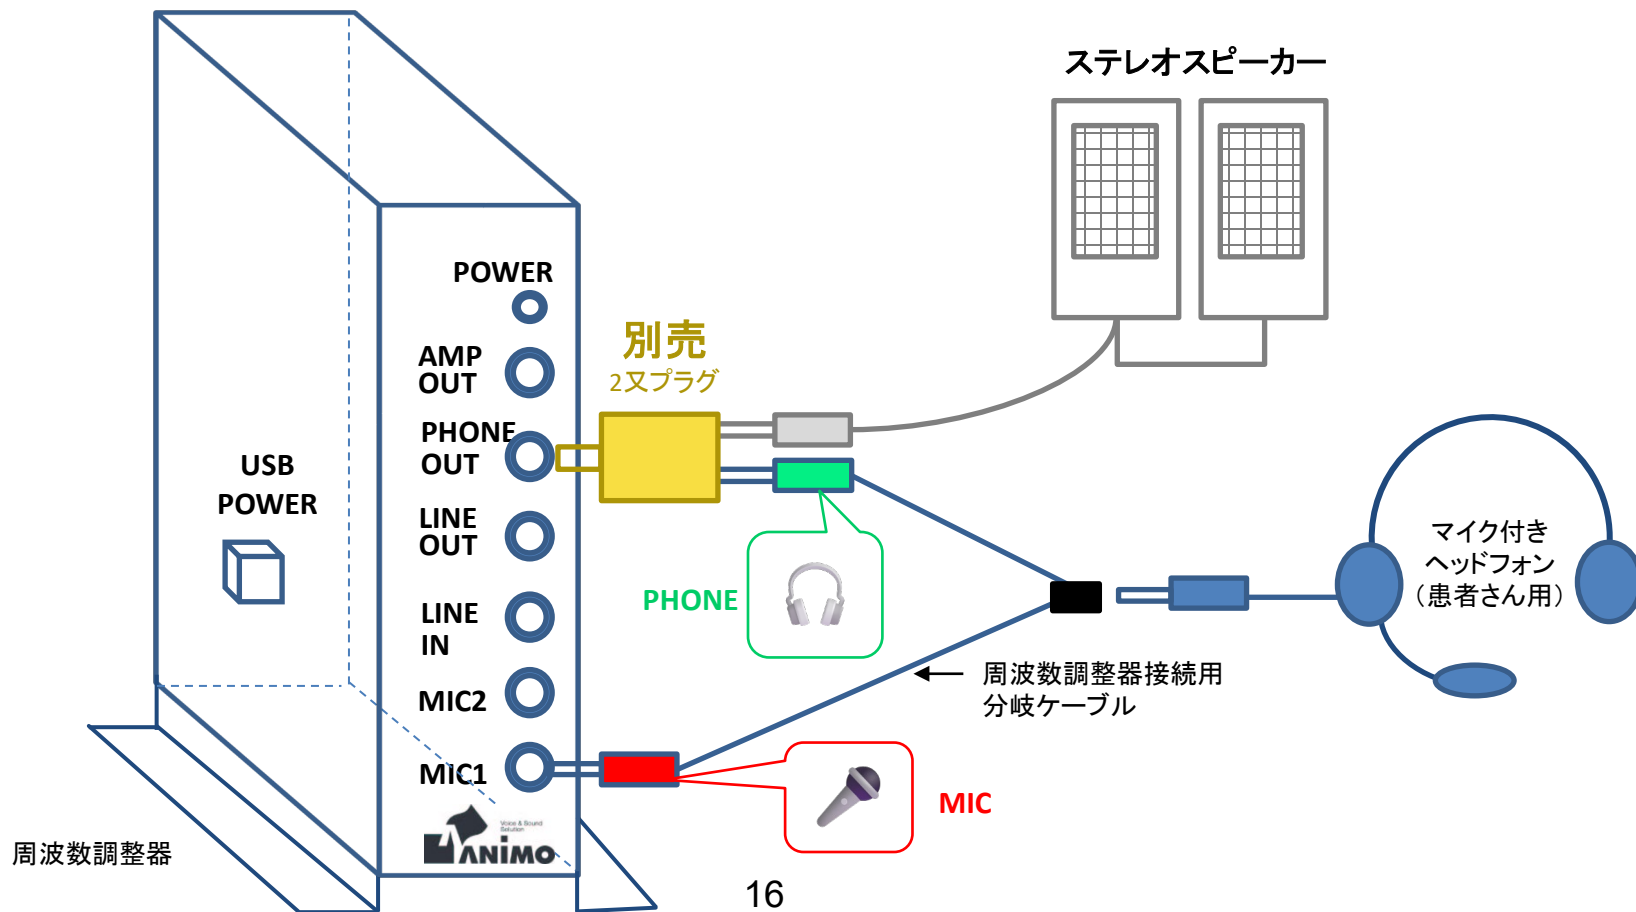 ステレオスピーカー
POWER
別売
2又プラグ
AMP
OUT
PHONE
OUT
USB
POWER
LINE
OUT
マイク付き
ヘッドフォン
（患者さん用）
PHONE
LINE
IN
周波数調整器接続用
分岐ケーブル
MIC2
MIC1
MIC
Voice & Sound
Solution
ANIMO
周波数調整器
16